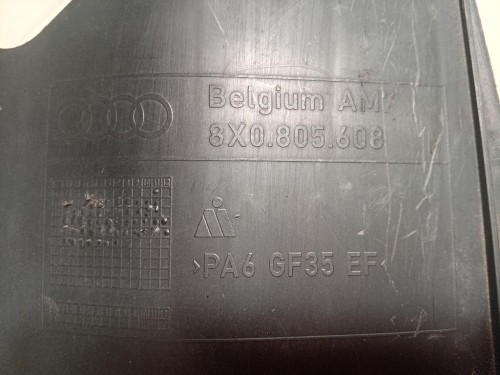 Belgium AMP
8X0.805.608
>PA6 GF35 EF<